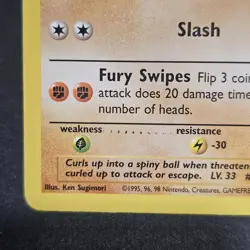 Slash
Fury Swipes Flip 3 coin
attack does 20 damage time
number of heads.
weakness resistance
-30
Curls up into a spiny ball when threaten
curled up to attack or escape. LV. 33 #
Illus. Ken Sugimori ©1995, 96, 98 Nintendo, Creatures, GAMEFRE